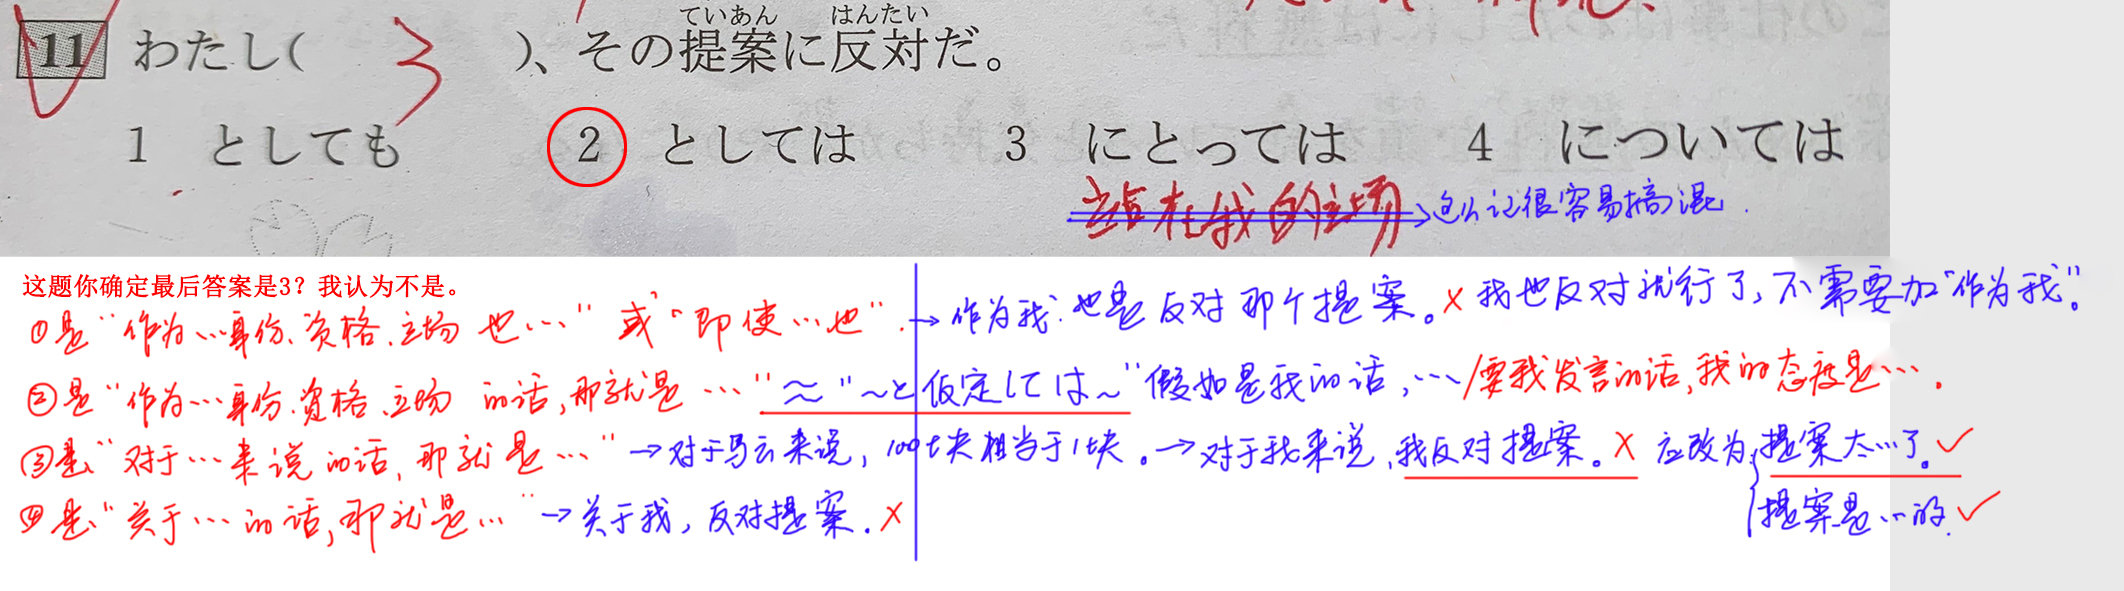 ていあん はんたい
11 わたし( 3 )、その提案に反対だ。
1 としても 2 としては 3 にとっては 4 については
站在我的立场→这么记很容易搞混.
这题你确定最后答案是3？我认为不是。
①是“作为…身份、资格、立场 也…”或“即使…也”.→作为我:也是反对那个提案。×我也反对就行了,不需要加“作为我”。
②是“作为…身份、资格、立场 的话,那就是…”≈“~と仮定しては~”假如是我的话,…/要我发言的话,我的态度是….
③是“对于…来说的话,那就是…”→对于马云来说,100t块相当于1t块。→对于我来说,我反对提案。×应改为提案太…了。✓
④是“关于…的话,那就是…”→关于我,反对提案.× 提案是…的.✓